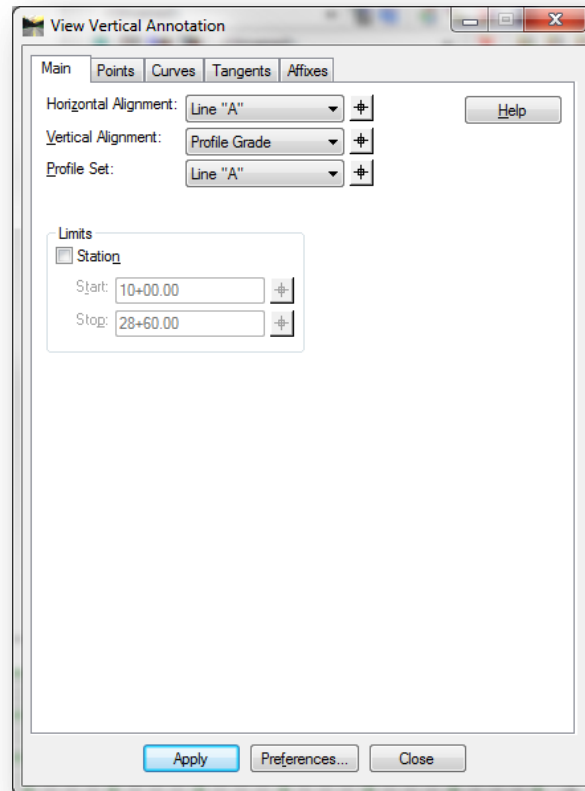 View Vertical Annotation
Main Points Curves Tangents Affixes
Horizontal Alignment: Line "A" Help
Vertical Alignment: Profile Grade
Profile Set: Line "A"
Limits
Station
Start: 10+00.00
Stop: 28+60.00
Apply Preferences... Close